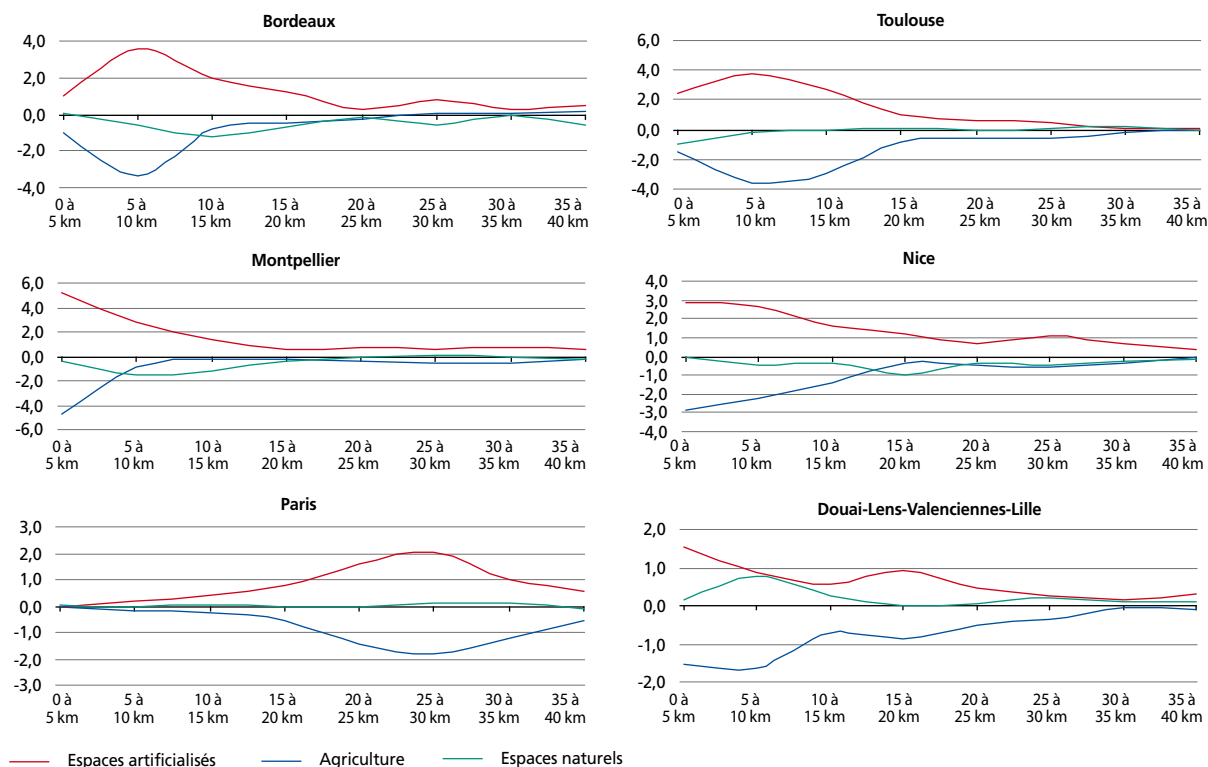 Bordeaux
4,0
2,0
0,0
-2,0
-4,0
0 à 5 à 10 à 15 à 20 à 25 à 30 à 35 à
5 km 10 km 15 km 20 km 25 km 30 km 35 km 40 km
Toulouse
6,0
4,0
2,0
0,0
-2,0
-4,0
0 à 5 à 10 à 15 à 20 à 25 à 30 à 35 à
5 km 10 km 15 km 20 km 25 km 30 km 35 km 40 km
Montpellier
6,0
4,0
2,0
0,0
-2,0
-4,0
-6,0
0 à 5 à 10 à 15 à 20 à 25 à 30 à 35 à
5 km 10 km 15 km 20 km 25 km 30 km 35 km 40 km
Nice
4,0
3,0
2,0
1,0
0,0
-1,0
-2,0
-3,0
-4,0
0 à 5 à 10 à 15 à 20 à 25 à 30 à 35 à
5 km 10 km 15 km 20 km 25 km 30 km 35 km 40 km
Paris
3,0
2,0
1,0
0,0
-1,0
-2,0
-3,0
0 à 5 à 10 à 15 à 20 à 25 à 30 à 35 à
5 km 10 km 15 km 20 km 25 km 30 km 35 km 40 km
Douai-Lens-Valenciennes-Lille
2,0
1,0
0,0
-1,0
-2,0
0 à 5 à 10 à 15 à 20 à 25 à 30 à 35 à
5 km 10 km 15 km 20 km 25 km 30 km 35 km 40 km
Espaces artificialisés Agriculture Espaces naturels